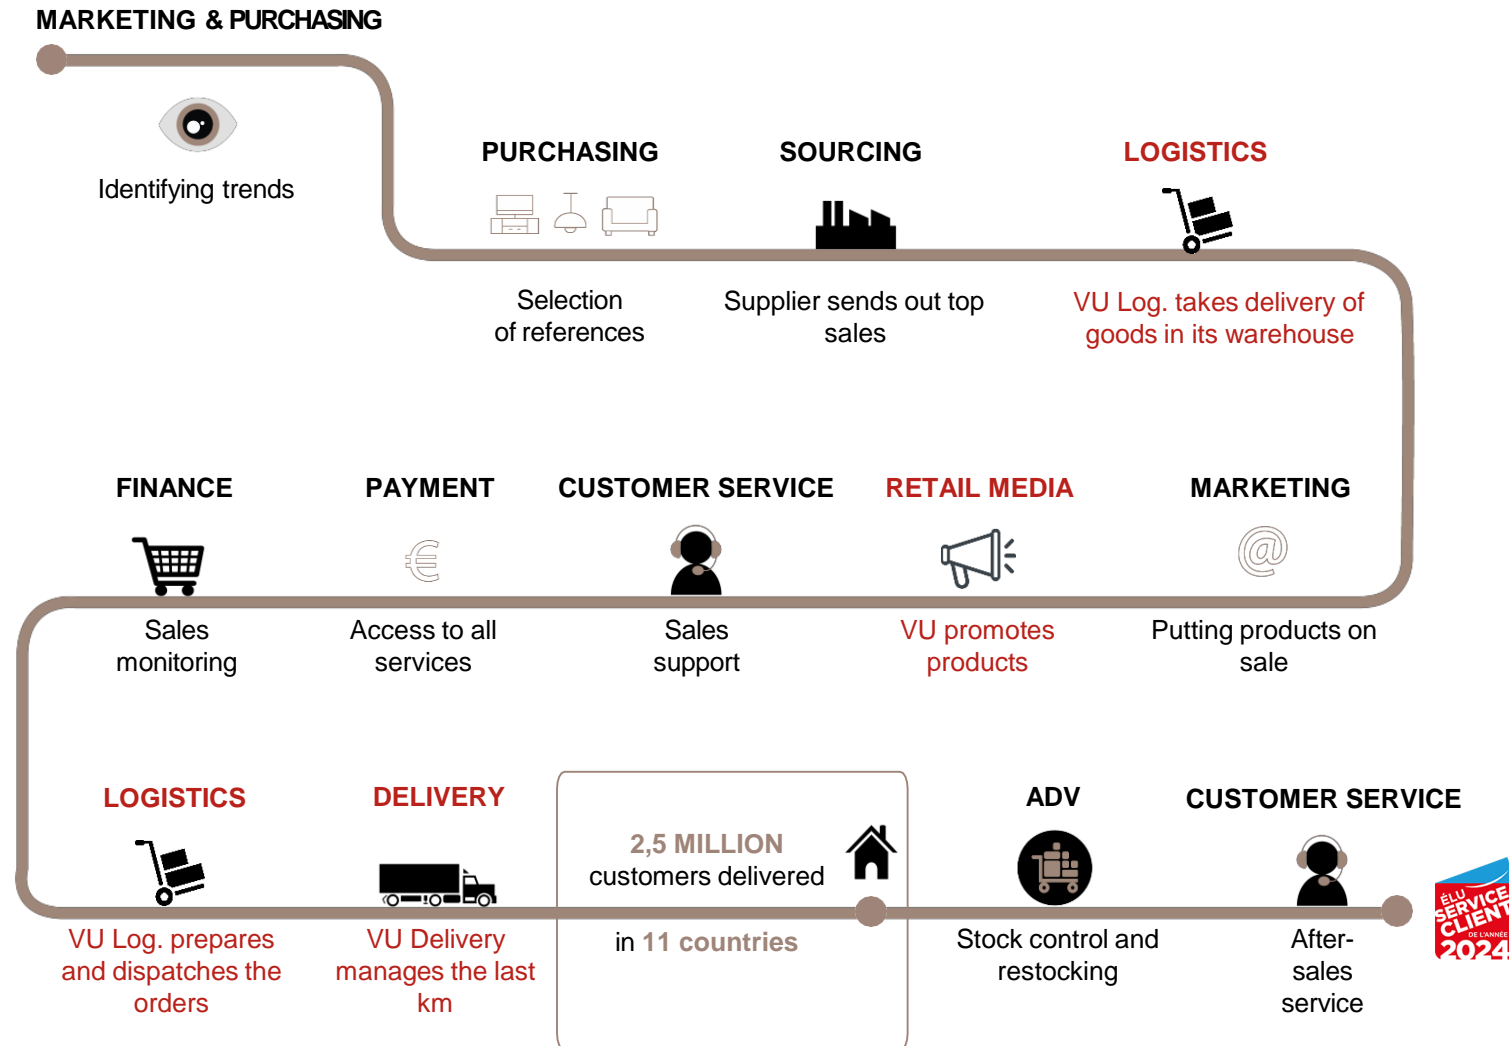 MARKETING & PURCHASING
Identifying trends
PURCHASING
SOURCING
LOGISTICS
Selection
of references
Supplier sends out top
sales
VU Log. takes delivery of
goods in its warehouse
FINANCE
PAYMENT
CUSTOMER SERVICE
RETAIL MEDIA
MARKETING
€
@
Sales
monitoring
Access to all
services
Sales
support
VU promotes
products
Putting products on
sale
LOGISTICS
DELIVERY
2,5 MILLION
customers delivered
in 11 countries
ADV
CUSTOMER SERVICE
VU Log. prepares
and dispatches the
orders
VU Delivery
manages the last
km
Stock control and
restocking
After-
sales
service
ÉLU
SERVICE
CLIENT
DE L'ANNÉE
2024